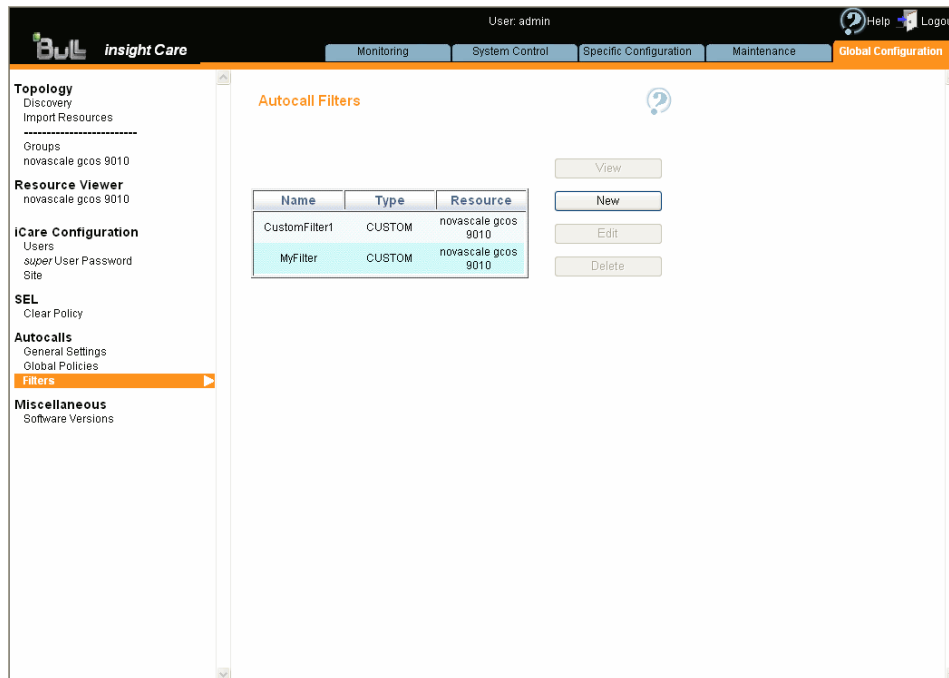 User: admin
Help
Logou
Bull
insight Care
Monitoring
System Control
Specific Configuration
Maintenance
Global Configuration
Topology
Discovery
Import Resources
-------------------------
Groups
novascale gcos 9010
Resource Viewer
novascale gcos 9010
iCare Configuration
Users
super User Password
Site
SEL
Clear Policy
Autocalls
General Settings
Global Policies
Filters
Miscellaneous
Software Versions
Autocall Filters
Name Type Resource
CustomFilter1 CUSTOM novascale gcos
9010
MyFilter CUSTOM novascale gcos
9010
View
New
Edit
Delete